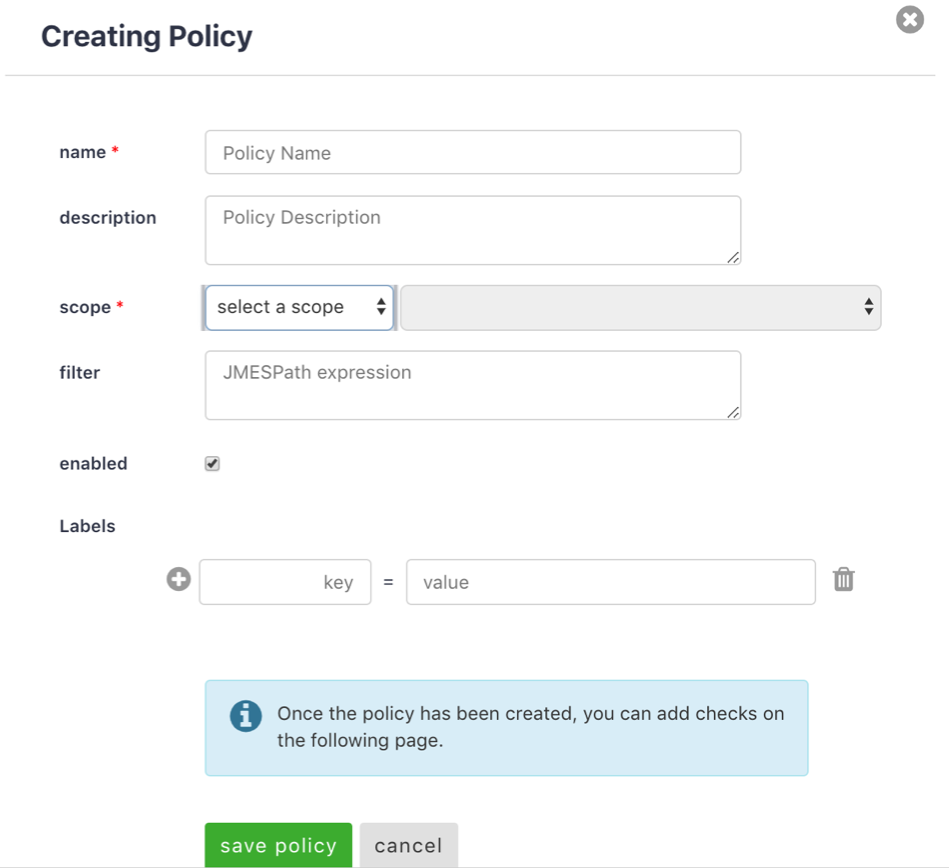 Creating Policy
name *
Policy Name
description
Policy Description
scope *
select a scope
filter
JMESPath expression
enabled
Labels
key = value
Once the policy has been created, you can add checks on
the following page.
save policy cancel